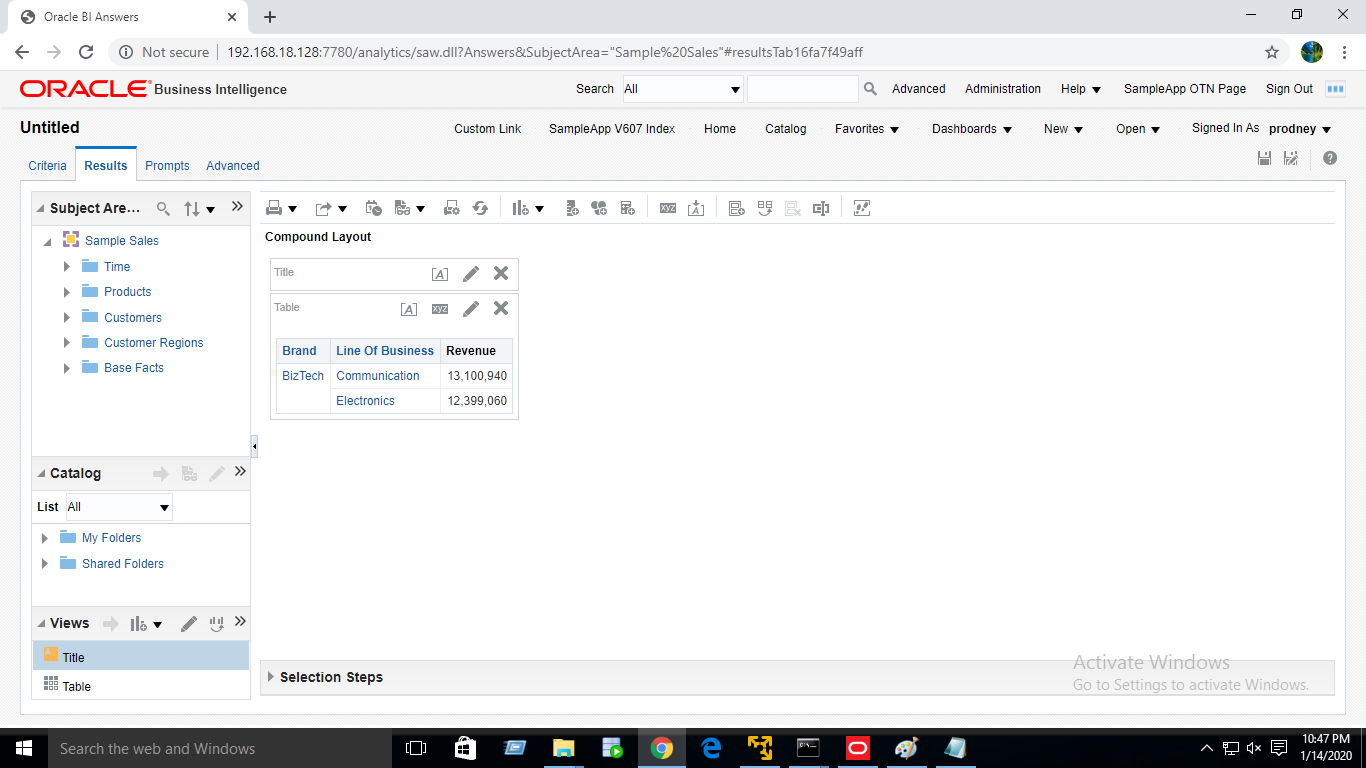 Oracle BI Answers
Not secure | 192.168.18.128:7780/analytics/saw.dll?Answers&SubjectArea="Sample%20Sales"#resultsTab16fa7f49aff
ORACLE Business Intelligence
Search All Advanced Administration Help SampleApp OTN Page Sign Out
Untitled
Custom Link SampleApp V607 Index Home Catalog Favorites Dashboards New Open Signed In As prodney
Criteria Results Prompts Advanced
Subject Are...
Sample Sales
Time
Products
Customers
Customer Regions
Base Facts
Catalog
List All
My Folders
Shared Folders
Views
Title
Table
xyz A
Compound Layout
Title A
Table A xyz
Brand Line Of Business Revenue
BizTech Communication 13,100,940
Electronics 12,399,060
Selection Steps
Activate Windows
Go to Settings to activate Windows.
Search the web and Windows
10:47 PM
1/14/2020